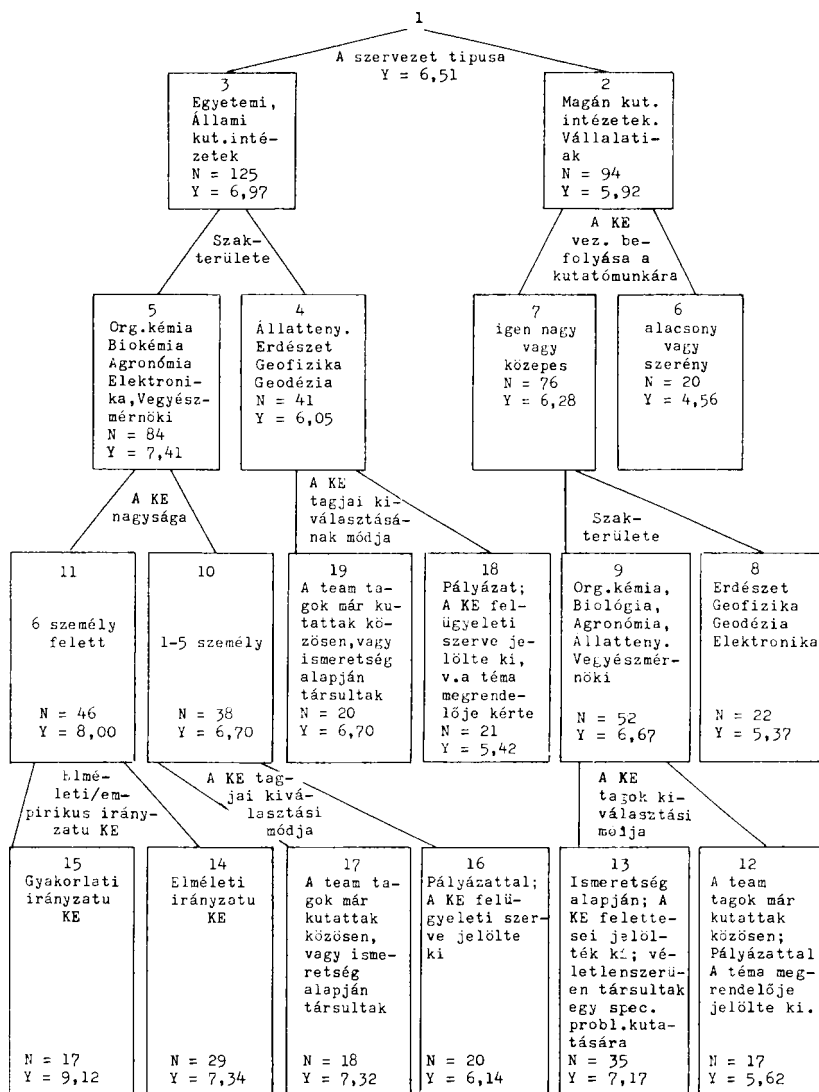 1
A szervezet tipusa
Y = 6,51
3
Egyetemi,
Állami
kut.inté-
zetek
N = 125
Y = 6,97
2
Magán kut.
intézetek.
Vállalati-
ak
N = 94
Y = 5,92
Szak-
területe
A KE
vez. be-
folyása a
kutatómunkára
5
Org.kémia
Biokémia
Agronómia
Elektroni-
ka,Vegyész-
mérnöki
N = 84
Y = 7,41
4
Állatteny.
Erdészet
Geofizika
Geodézia
N = 41
Y = 6,05
7
igen nagy
vagy
közepes
N = 76
Y = 6,28
6
alacsony
vagy
szerény
N = 20
Y = 4,56
A KE
nagysága
A KE
tagjai ki-
választásá-
nak módja
Szak-
területe
11
6 személy
felett
N = 46
Y = 8,00
10
1-5 személy
N = 38
Y = 6,70
19
A team ta-
gok már ku-
tattak kö-
zösen,vagy
ismeretség
alapján
társultak
N = 20
Y = 6,70
18
Pályázat;
A KE fel-
ügyeleti
szerve je-
lölte ki,
v.a téma
megrende-
lője kérte
N = 21
Y = 5,42
9
Org.kémia,
Biológia,
Agronómia,
Állatteny.
Vegyészmér-
nöki
N = 52
Y = 6,67
8
Erdészet
Geofizika
Geodézia
Elektronika
N = 22
Y = 5,37
Elmé-
leti/em-
pirikus irány-
zatu KE
A KE tag-
jai kivá-
lasztási
módja
A KE
tagok ki-
választási
módja
15
Gyakorlati
irányzatu
KE
N = 17
Y = 9,12
14
Elméleti
irányzatu
KE
N = 29
Y = 7,34
17
A team ta-
gok már
kutattak
közösen,
vagy isme-
retség
alapján
társultak
N = 18
Y = 7,32
16
Pályázattal;
A KE felü-
gyeleti szer-
ve jelölte
ki
N = 20
Y = 6,14
13
Ismeretség
alapján; A
KE felette-
sei jelöl-
ték ki; vé-
letlenszerü-
en társultak
egy spec.
probl.kuta-
tására
N = 35
Y = 7,17
12
A team
tagok már
kutattak
közösen;
Pályázattal
A téma meg-
rendelője
jelölte ki.
N = 17
Y = 5,62